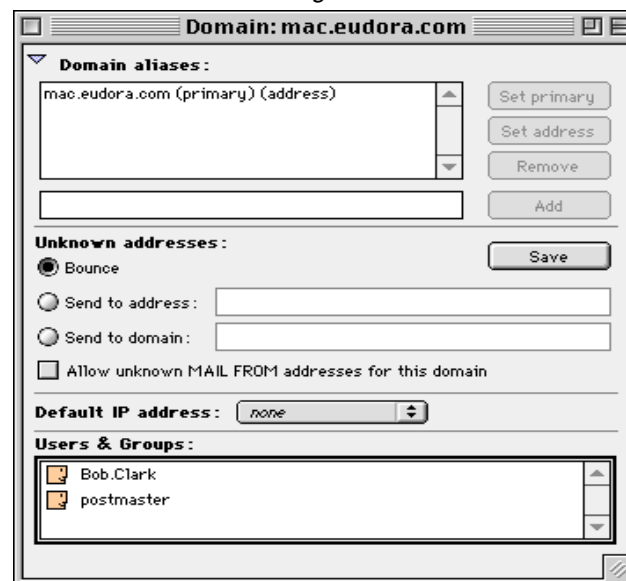 Domain: mac.eudora.com
Domain aliases:
mac.eudora.com (primary) (address)
Set primary
Set address
Remove
Add
Unknown addresses:
Save
Bounce
Send to address:
Send to domain:
Allow unknown MAIL FROM addresses for this domain
Default IP address: none
Users & Groups:
Bob.Clark
postmaster